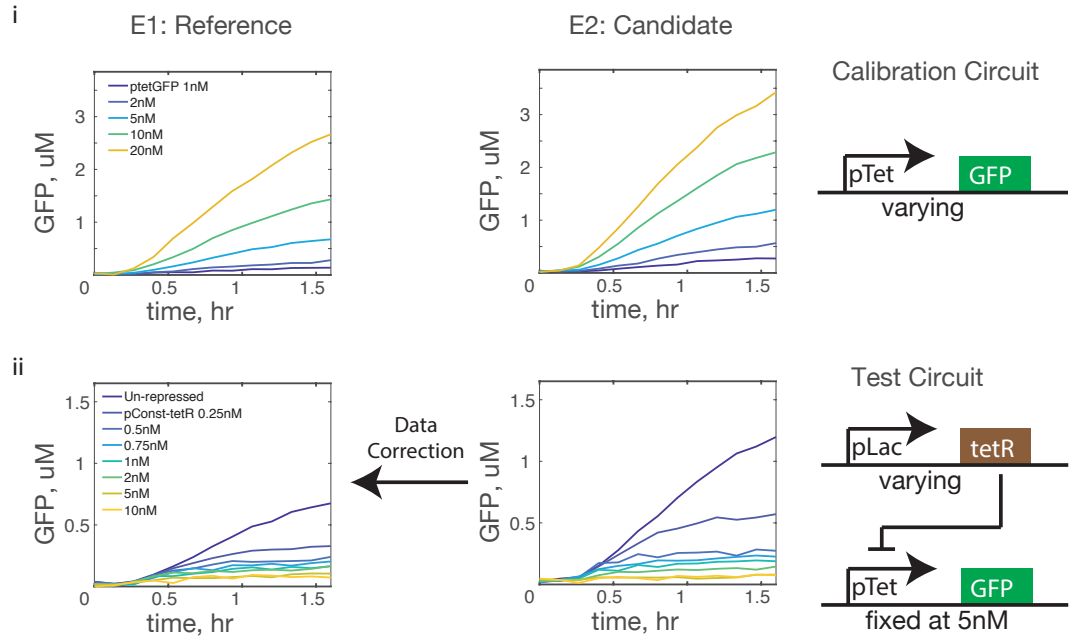 i
E1: Reference
E2: Candidate
GFP, uM
3
2
1
0
ptetGFP 1nM
2nM
5nM
10nM
20nM
0
0.5
1
1.5
time, hr
GFP, uM
3
2
1
0
0
0.5
1
1.5
time, hr
Calibration Circuit
pTet
GFP
varying
ii
GFP, uM
1.5
1
0.5
0
Un-repressed
pConst-tetR 0.25nM
0.5nM
0.75nM
1nM
2nM
5nM
10nM
0
0.5
1
1.5
time, hr
Data
Correction
GFP, uM
1.5
1
0.5
0
0
0.5
1
1.5
time, hr
Test Circuit
pLac
tetR
varying
pTet
GFP
fixed at 5nM